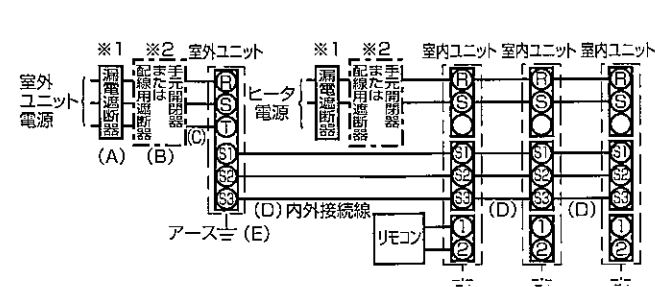 ※1 ※2 室外ユニット ※1 ※2 室内ユニット 室内ユニット 室内ユニット
室外
ユニット
電源
漏電遮断器
手元開閉器
または
配線用遮断器
(A) (B) (C)
R
S
T
S1
S2
S3
ヒータ
電源
漏電遮断器
手元開閉器
または
配線用遮断器
R R R
S S S
S1 S1 S1
S2 S2 S2
S3 S3 S3
(D) 内外接続線 (D) (D)
アース (E)
リモコン
1 1 1
2 2 2